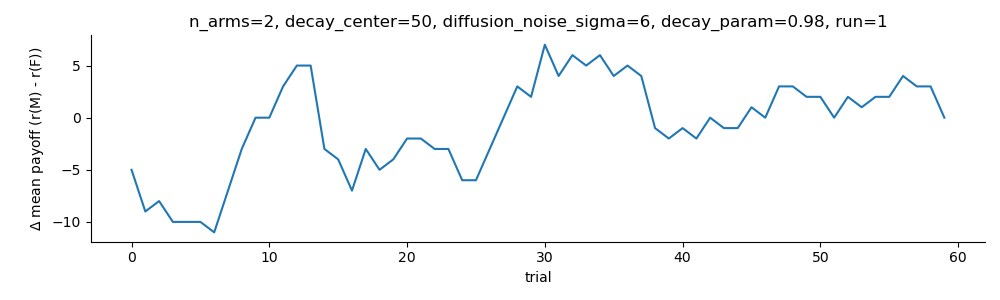 n_arms=2, decay_center=50, diffusion_noise_sigma=6, decay_param=0.98, run=1
Δ mean payoff (r(M) - r(F))
5
0
−5
−10
0 10 20 30 40 50 60
trial